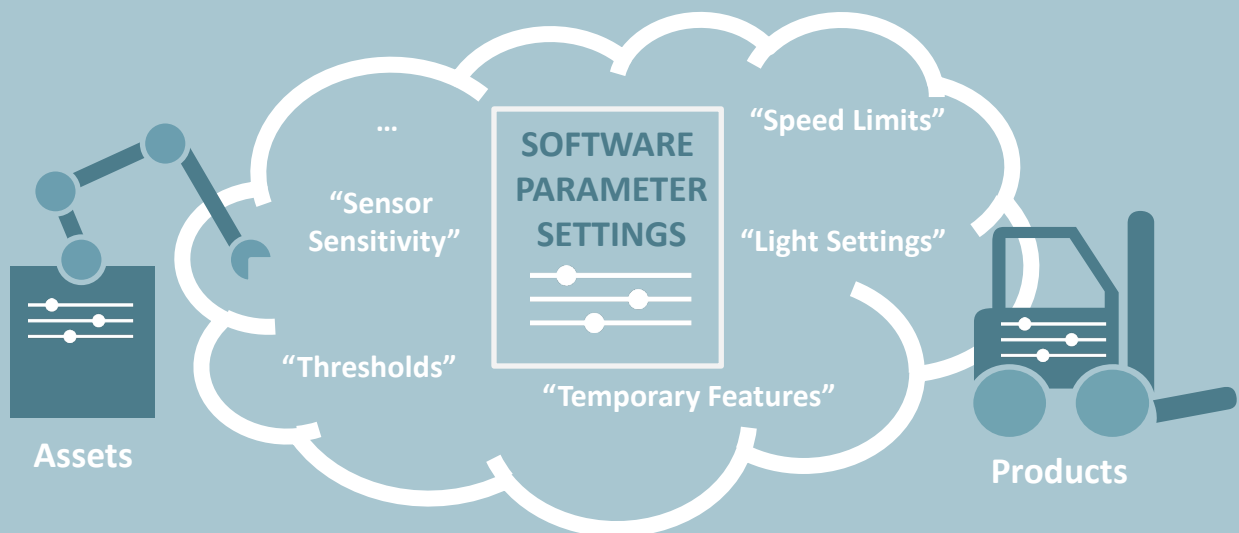 …
“Sensor
Sensitivity”
“Thresholds”
SOFTWARE
PARAMETER
SETTINGS
“Speed Limits”
“Light Settings”
“Temporary Features”
Assets
Products